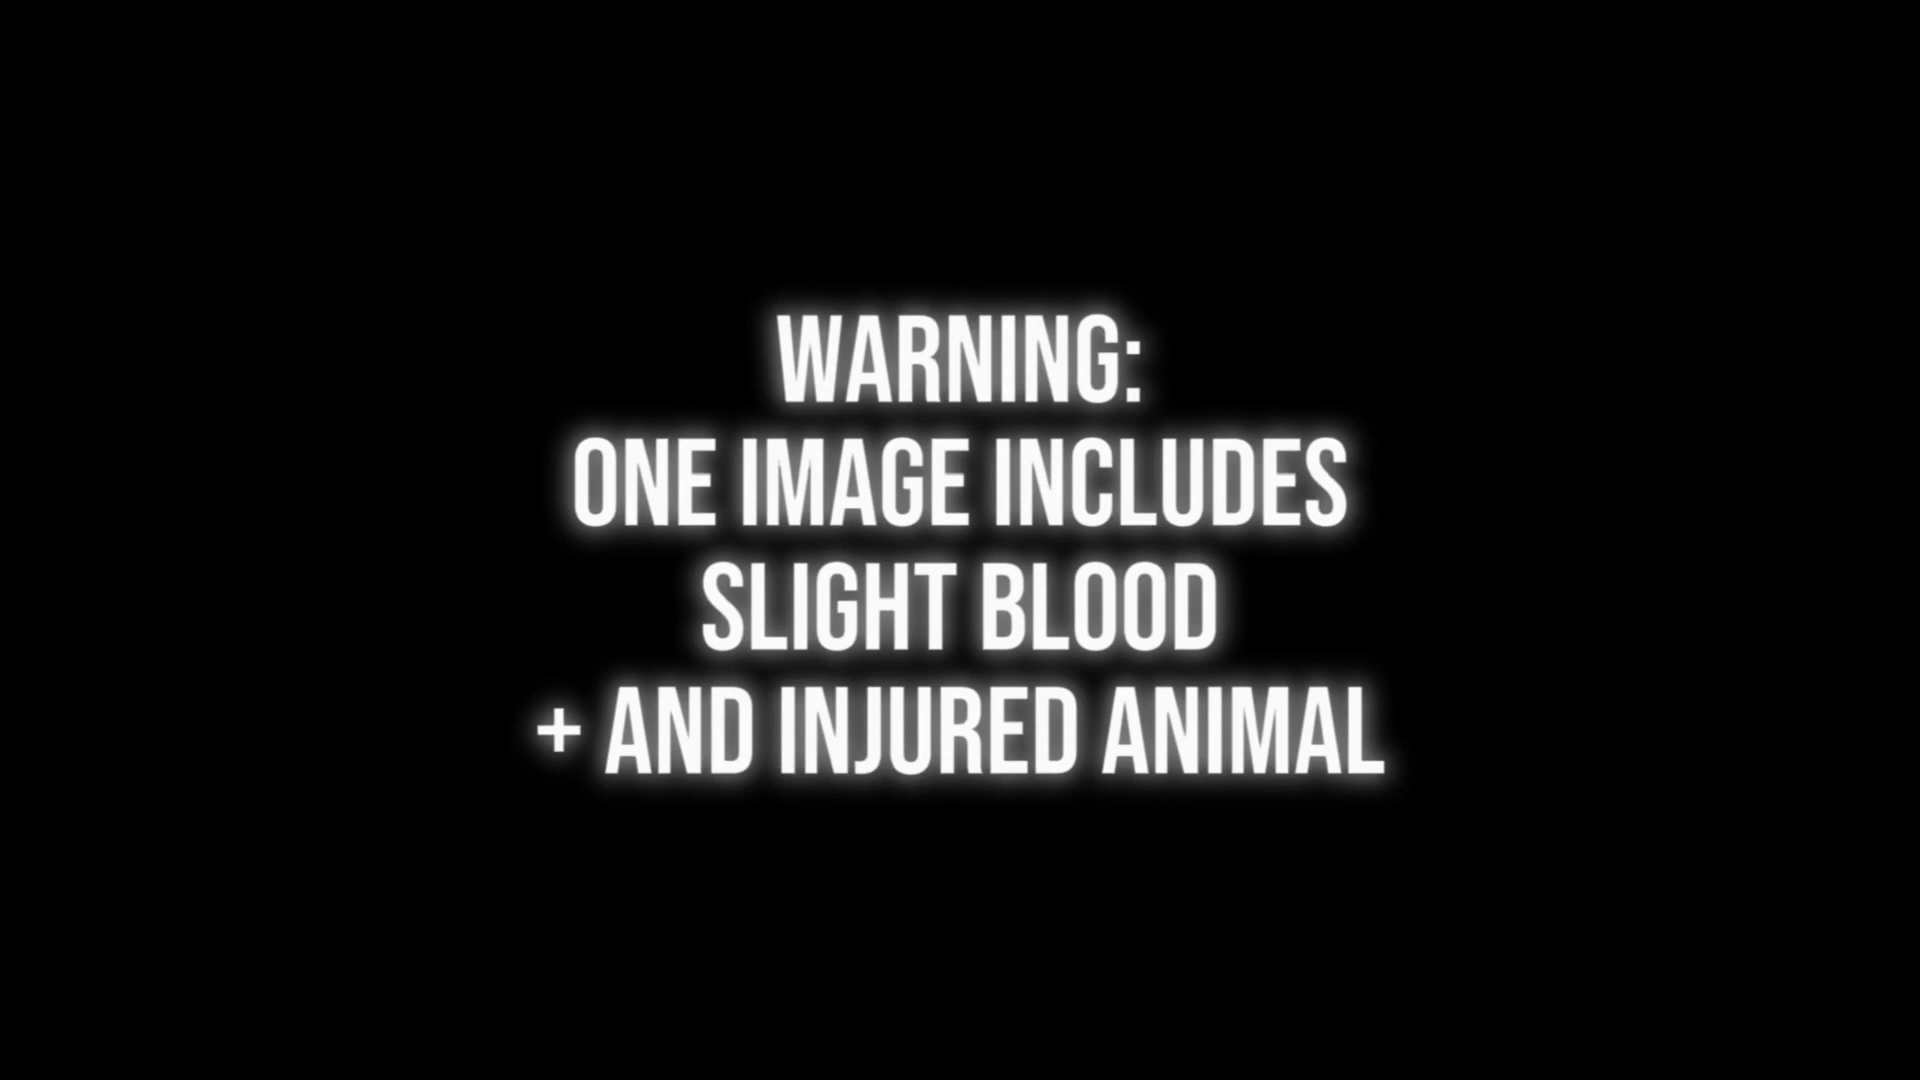 WARNING:
ONE IMAGE INCLUDES
SLIGHT BLOOD
+ AND INJURED ANIMAL